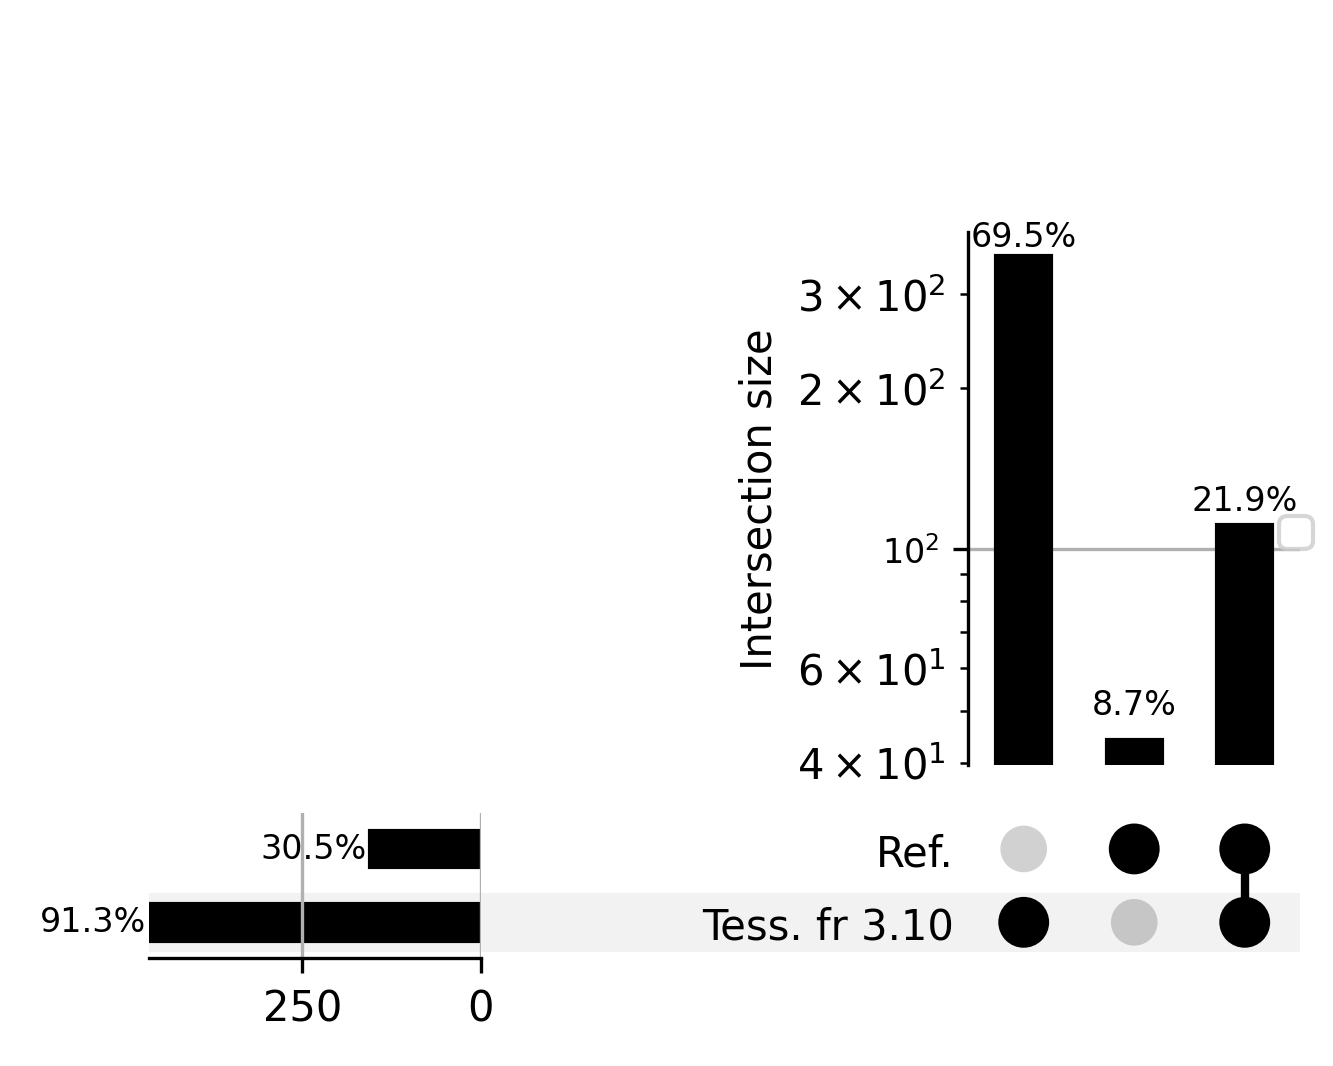 69.5%
3 × 10²
2 × 10²
Intersection size
21.9%
10²
6 × 10¹
8.7%
4 × 10¹
30.5%
Ref.
91.3%
Tess. fr 3.10
250
0